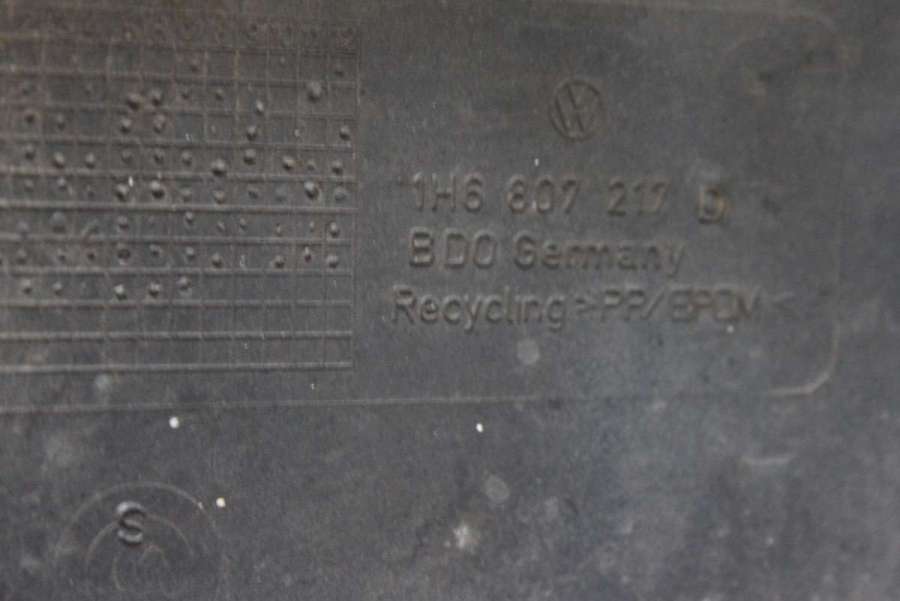 1H6 807 217 D
BDO Germany
Recycling >PP/EPDM<
S